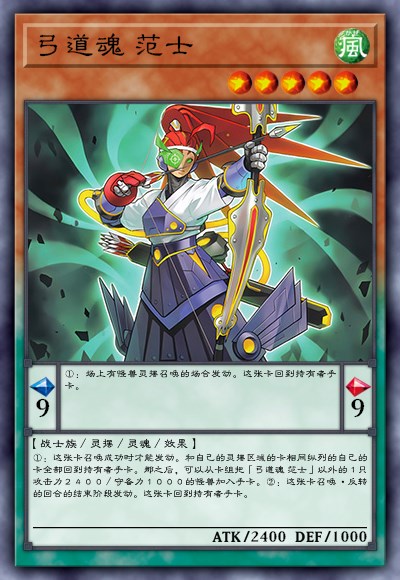 弓道魂 范士
風
①：场上有怪兽灵摆召唤的场合发动。这张卡回到持有者手
卡。
9
9
【战士族／灵摆／灵魂／效果】
①：这张卡召唤成功时才能发动。和自己的灵摆区域的卡相同纵列的自己的
卡全部回到持有者手卡。那之后，可以从卡组把「弓道魂 范士」以外的1只
攻击力2400／守备力1000的怪兽加入手卡。②：这张卡召唤·反转
的回合的结束阶段发动。这张卡回到持有者手卡。
ATK/2400 DEF/1000